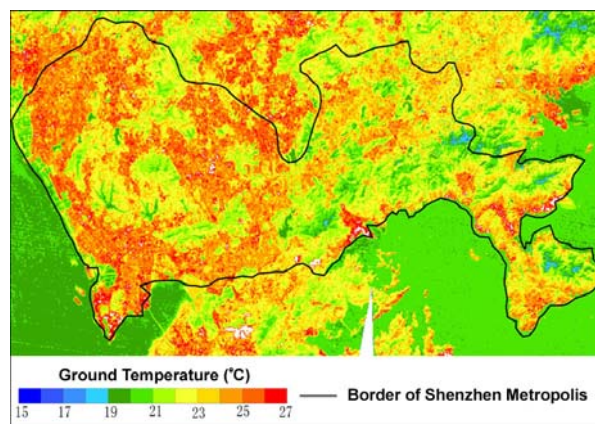 Ground Temperature (°C)
15 17 19 21 23 25 27
Border of Shenzhen Metropolis